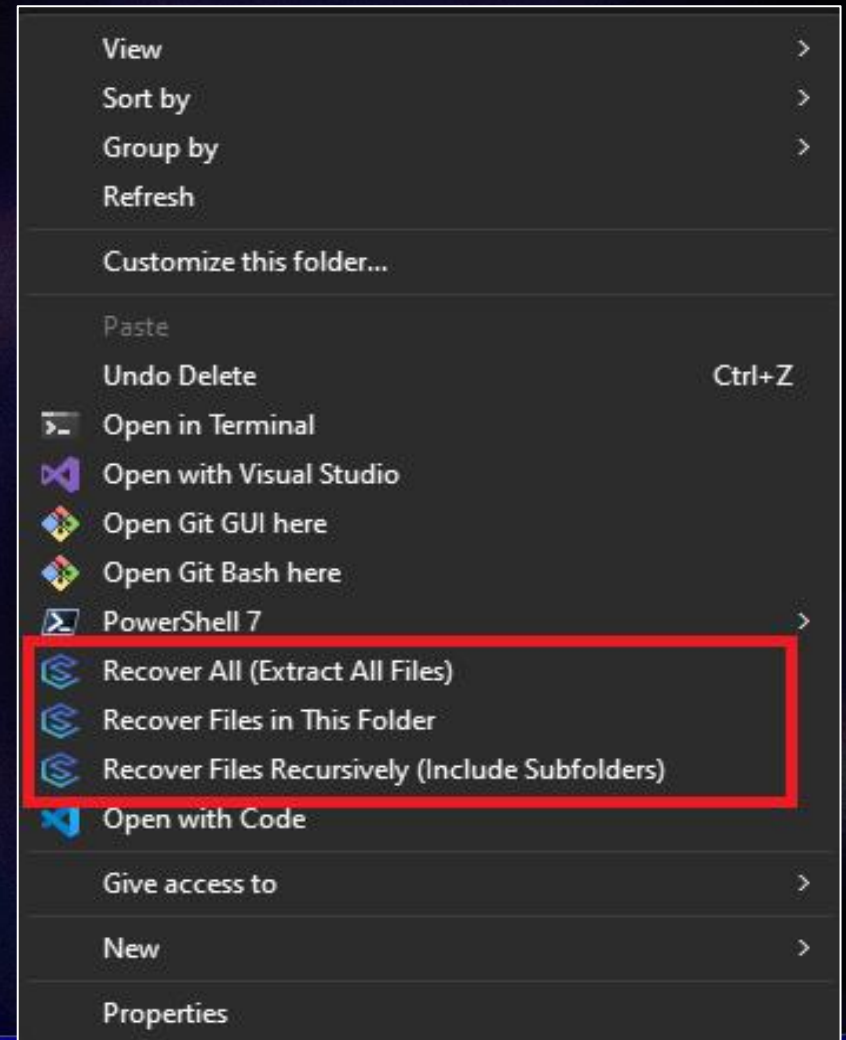 View
Sort by
Group by
Refresh
Customize this folder...
Paste
Undo Delete Ctrl+Z
Open in Terminal
Open with Visual Studio
Open Git GUI here
Open Git Bash here
PowerShell 7
Recover All (Extract All Files)
Recover Files in This Folder
Recover Files Recursively (Include Subfolders)
Open with Code
Give access to
New
Properties